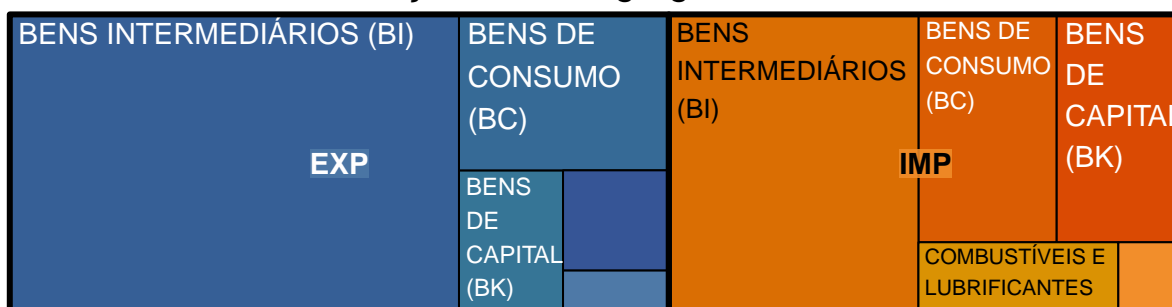 BENS INTERMEDIÁRIOS (BI)
BENS DE
CONSUMO
(BC)
EXP
BENS
DE
CAPITAL
(BK)
BENS
INTERMEDIÁRIOS
(BI)
BENS DE
CONSUMO
(BC)
BENS
DE
CAPITAL
(BK)
IMP
COMBUSTÍVEIS E
LUBRIFICANTES